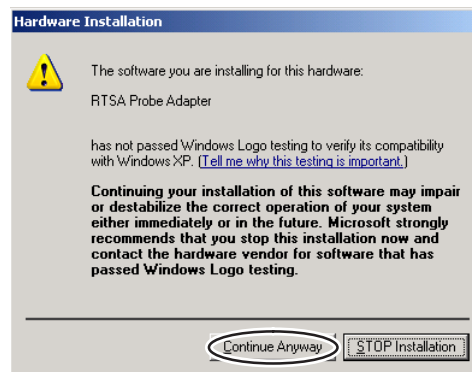 Hardware Installation
The software you are installing for this hardware:
RTSA Probe Adapter
has not passed Windows Logo testing to verify its compatibility
with Windows XP. (Tell me why this testing is important.)
Continuing your installation of this software may impair
or destabilize the correct operation of your system
either immediately or in the future. Microsoft strongly
recommends that you stop this installation now and
contact the hardware vendor for software that has
passed Windows Logo testing.
Continue Anyway STOP Installation